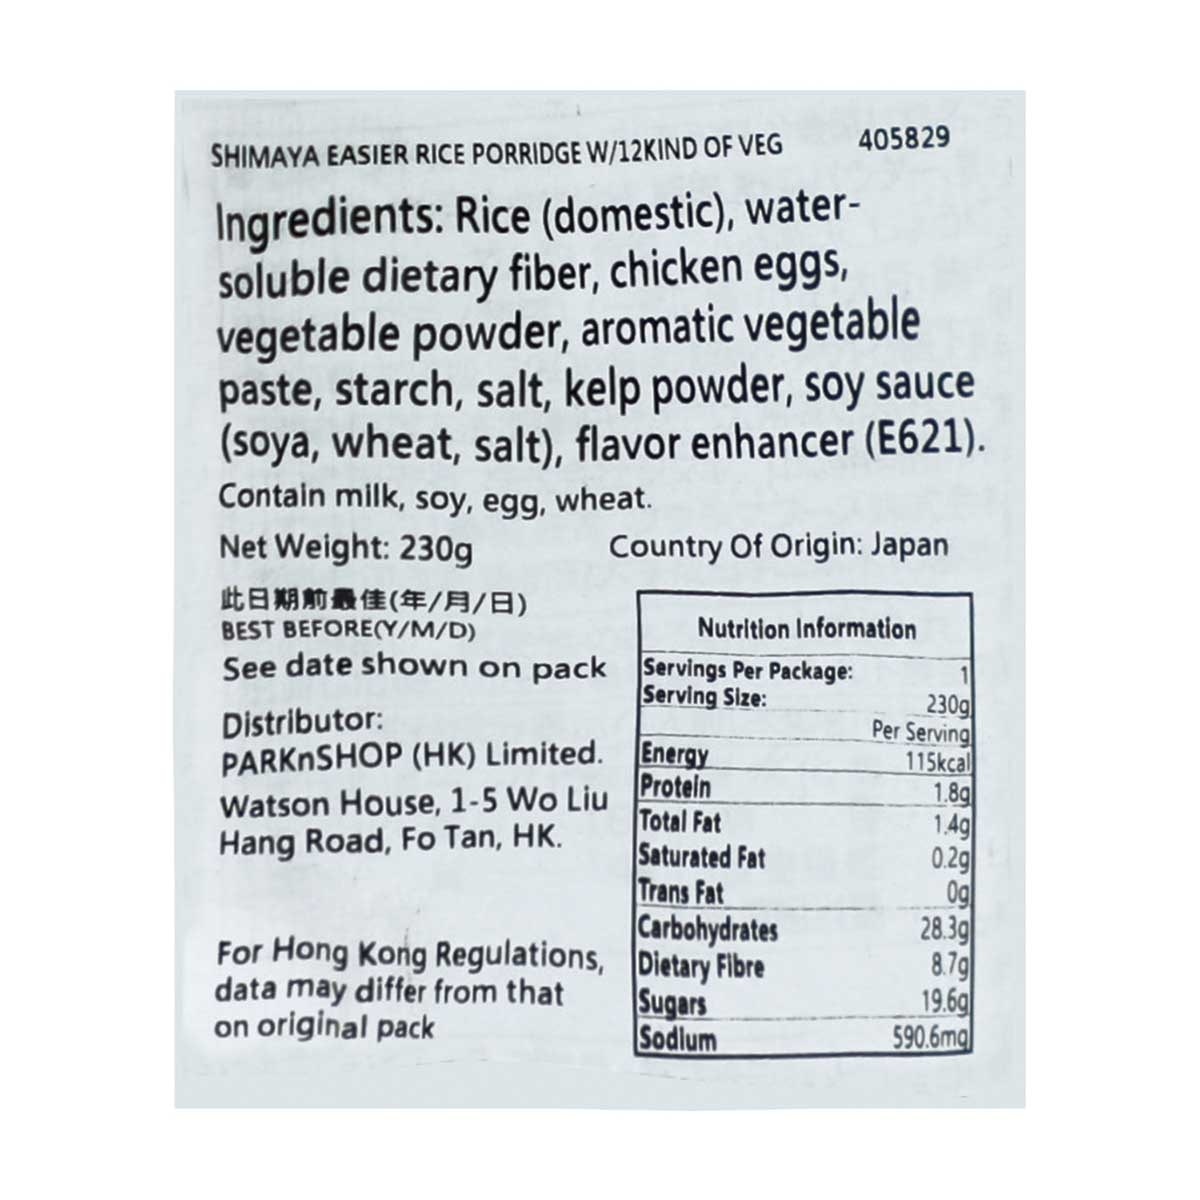 SHIMAYA EASIER RICE PORRIDGE W/12KIND OF VEG 405829
Ingredients: Rice (domestic), water-
soluble dietary fiber, chicken eggs,
vegetable powder, aromatic vegetable
paste, starch, salt, kelp powder, soy sauce
(soya, wheat, salt), flavor enhancer (E621).
Contain milk, soy, egg, wheat.
Net Weight: 230g Country Of Origin: Japan
此日期前最佳(年/月/日)
BEST BEFORE(Y/M/D)
See date shown on pack
Distributor:
PARKnSHOP (HK) Limited.
Watson House, 1-5 Wo Liu
Hang Road, Fo Tan, HK.
For Hong Kong Regulations,
data may differ from that
on original pack
Nutrition Information
Servings Per Package: 1
Serving Size: 230g
Per Serving
Energy 115kcal
Protein 1.8g
Total Fat 1.4g
Saturated Fat 0.2g
Trans Fat 0g
Carbohydrates 28.3g
Dietary Fibre 8.7g
Sugars 19.6g
Sodium 590.6mg